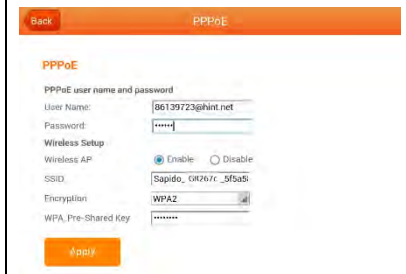 Back
PPPoE
PPPoE
PPPoE user name and password
User Name: 86139723@hint.net
Password: ••••••
Wireless Setup
Wireless AP Enable Disable
SSID
Encryption WPA2
WPA Pre-Shared Key ••••••••
Apply